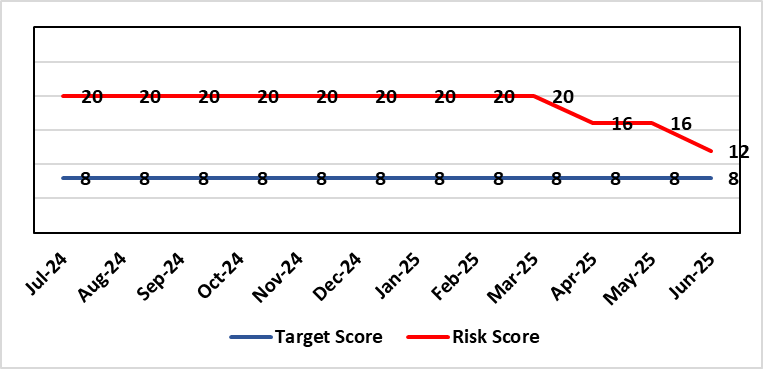 20 20 20 20 20 20 20 20 20 16 16 12
8 8 8 8 8 8 8 8 8 8 8 8
Jul-24 Aug-24 Sep-24 Oct-24 Nov-24 Dec-24 Jan-25 Feb-25 Mar-25 Apr-25 May-25 Jun-25
Target Score Risk Score